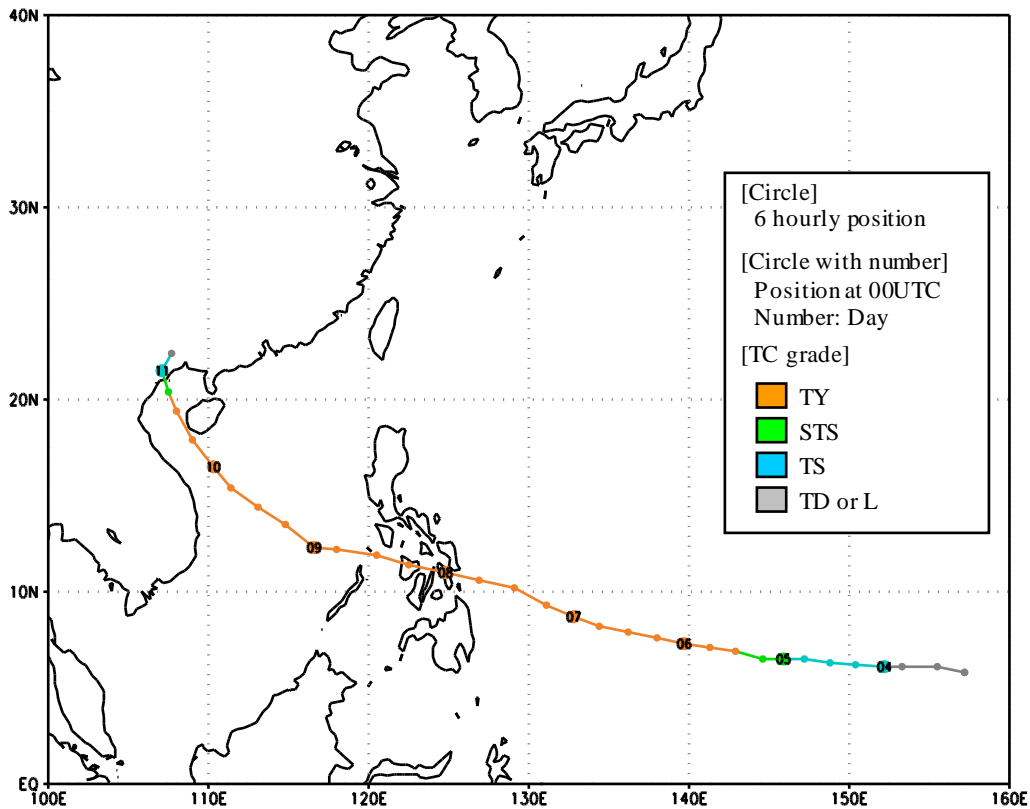 40N
30N
20N
10N
EQ
100E 110E 120E 130E 140E 150E 160E
[Circle]
6 hourly position
[Circle with number]
Position at 00UTC
Number: Day
[TC grade]
TY
STS
TS
TD or L
11
10
09
08
07
06
05
04